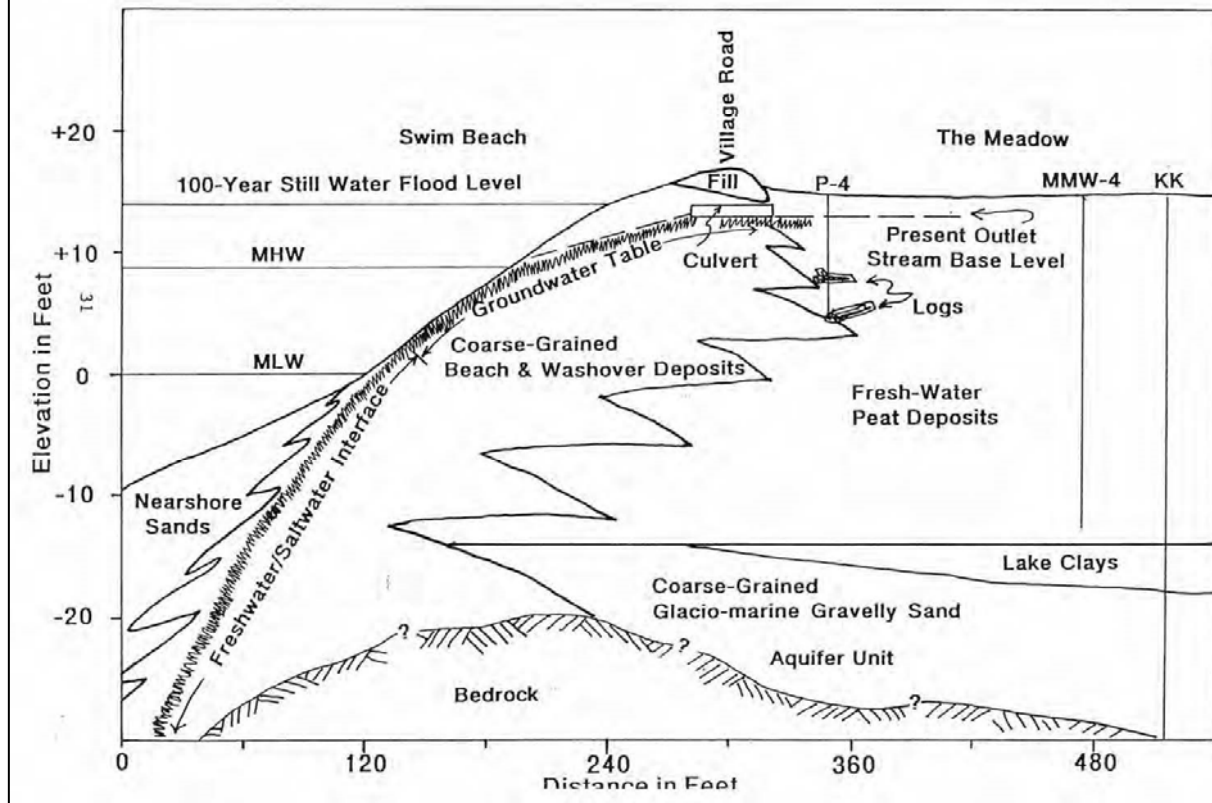 Village Road
+20
Swim Beach
The Meadow
100-Year Still Water Flood Level
Fill
P-4
MMW-4
KK
+10
MHW
Culvert
Present Outlet
Stream Base Level
Groundwater Table
Logs
31
Elevation in Feet
MLW
0
Coarse-Grained
Beach & Washover Deposits
Fresh-Water
Peat Deposits
Freshwater/Saltwater Interface
-10
Nearshore
Sands
Lake Clays
Coarse-Grained
Glacio-marine Gravelly Sand
-20
?
?
Aquifer Unit
Bedrock
?
0
120
240
360
480
Distance in Feet